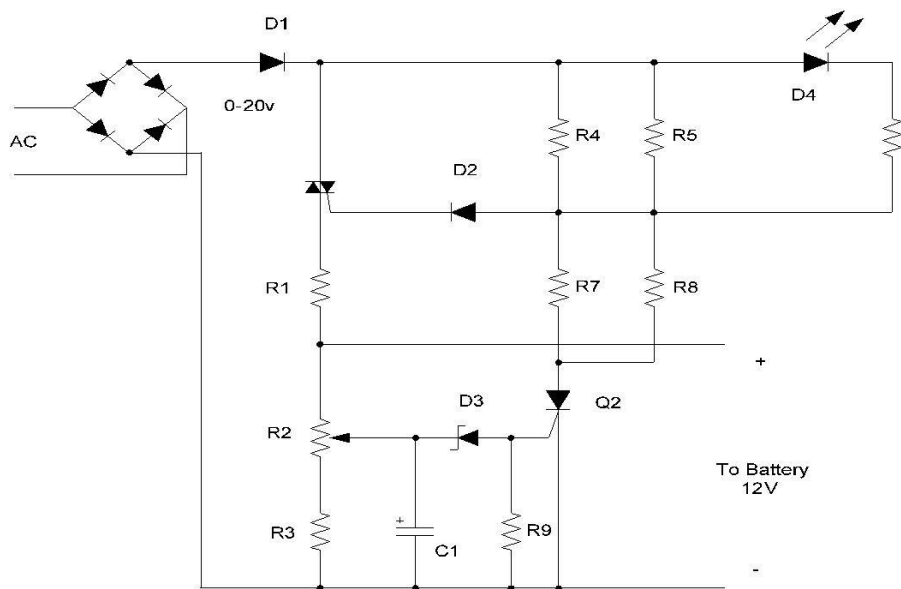 D1
AC
0-20v
D4
R4
R5
D2
R1
R7
R8
+
D3
Q2
R2
To Battery
12V
R3
+
C1
R9
-